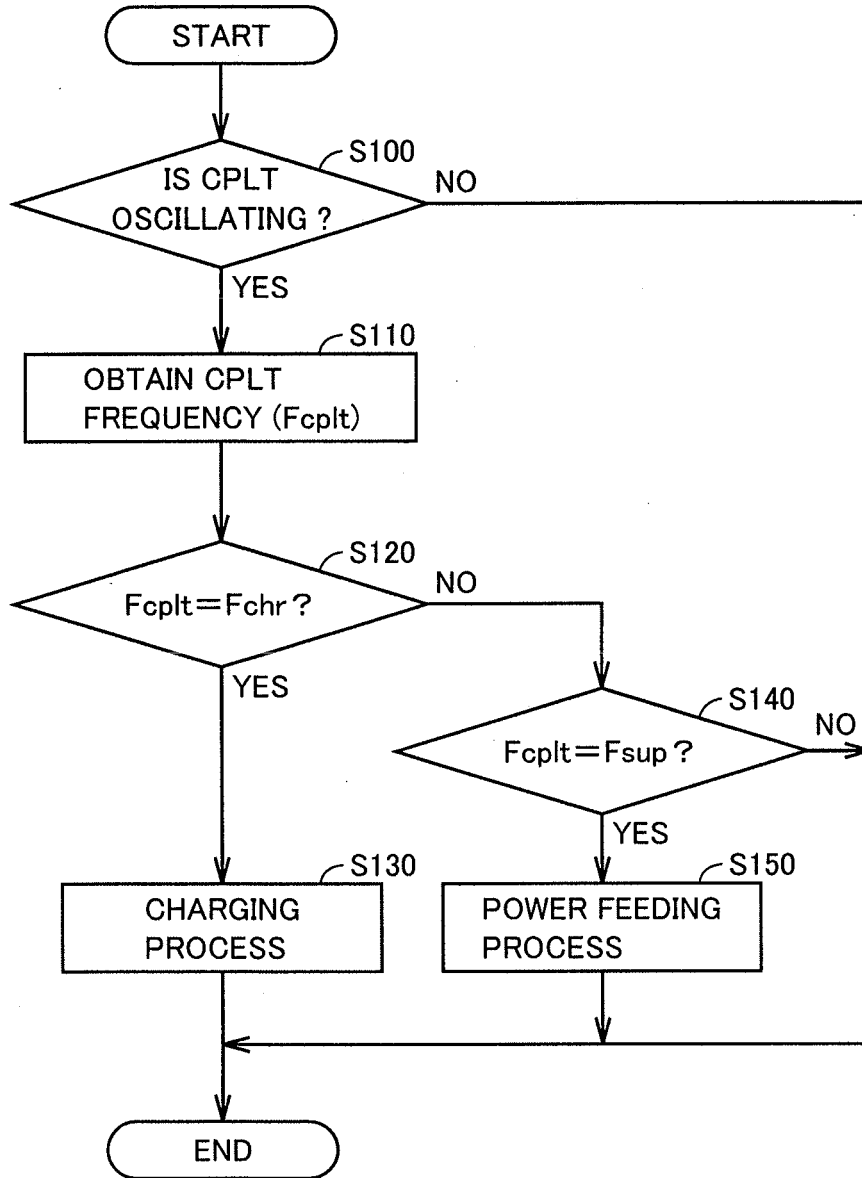 START
S100
IS CPLT
OSCILLATING ?
NO
YES
S110
OBTAIN CPLT
FREQUENCY (Fcplt)
S120
NO
Fcplt=Fchr ?
YES
S140
NO
Fcplt=Fsup ?
YES
S130
CHARGING
PROCESS
S150
POWER FEEDING
PROCESS
END